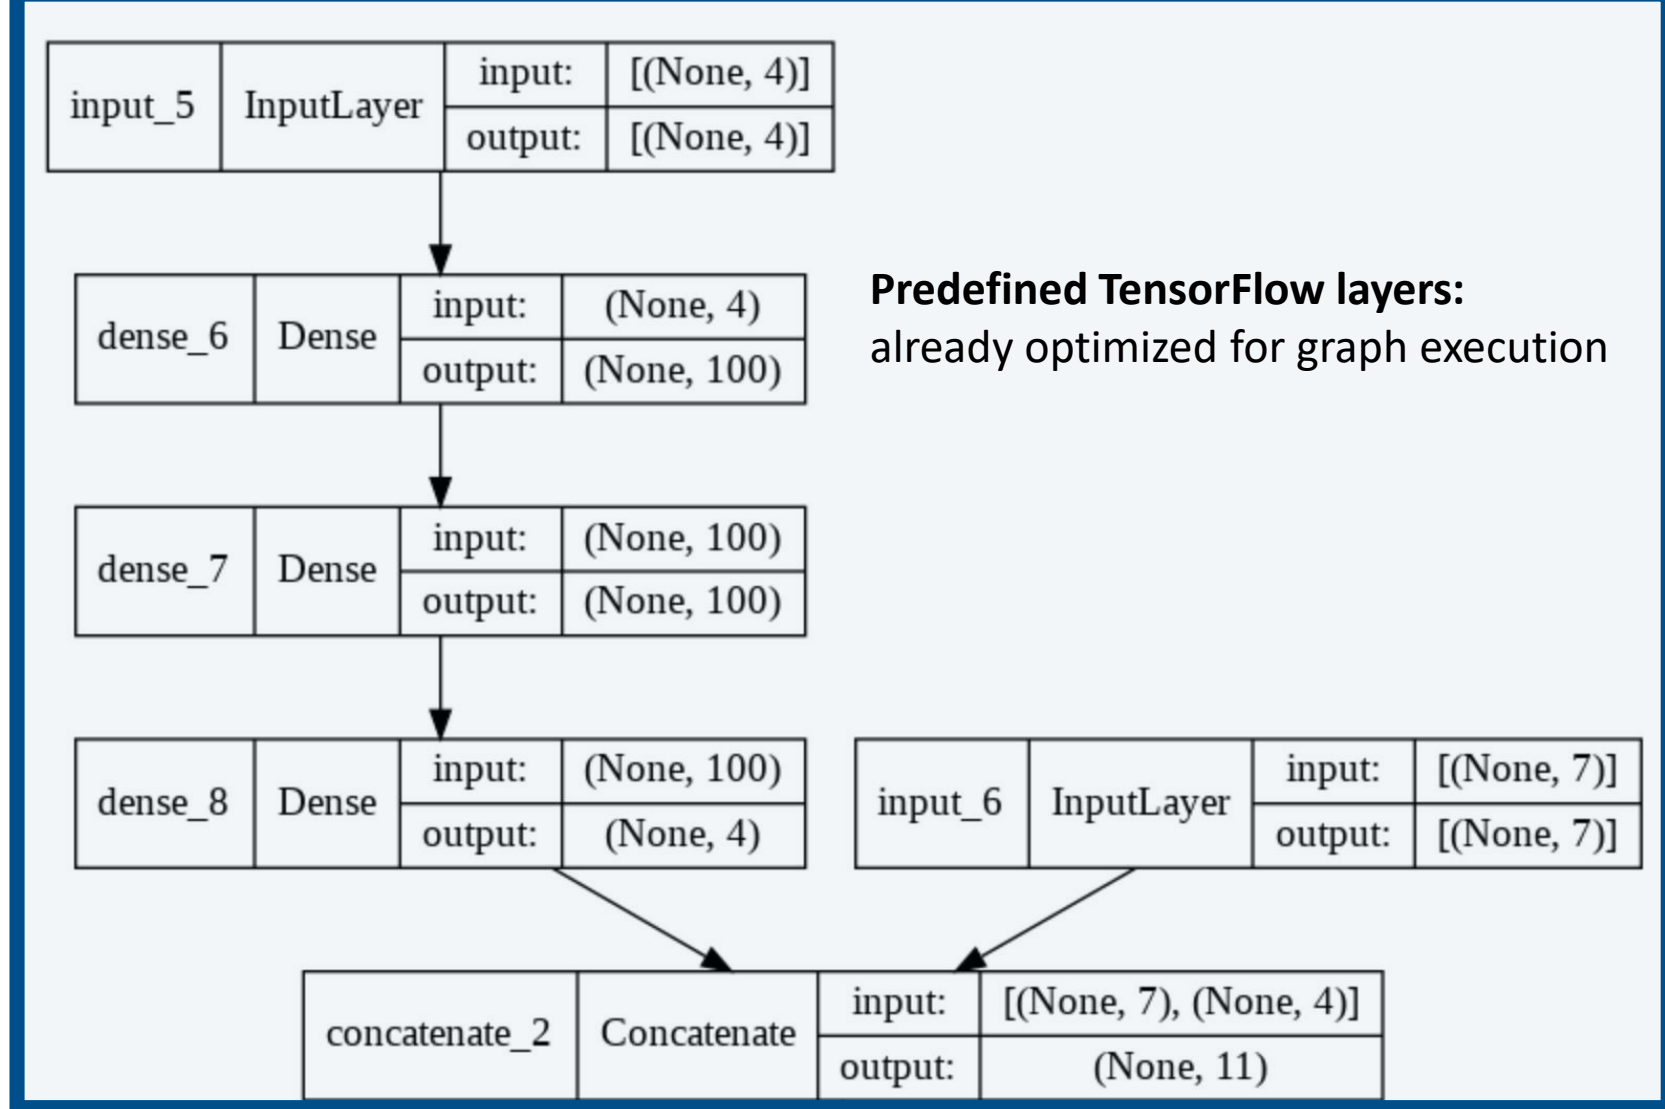 input_5 InputLayer input: [(None, 4)]
output: [(None, 4)]
dense_6 Dense input: (None, 4)
output: (None, 100)
Predefined TensorFlow layers:
already optimized for graph execution
dense_7 Dense input: (None, 100)
output: (None, 100)
dense_8 Dense input: (None, 100)
output: (None, 4)
input_6 InputLayer input: [(None, 7)]
output: [(None, 7)]
concatenate_2 Concatenate input: [(None, 7), (None, 4)]
output: (None, 11)